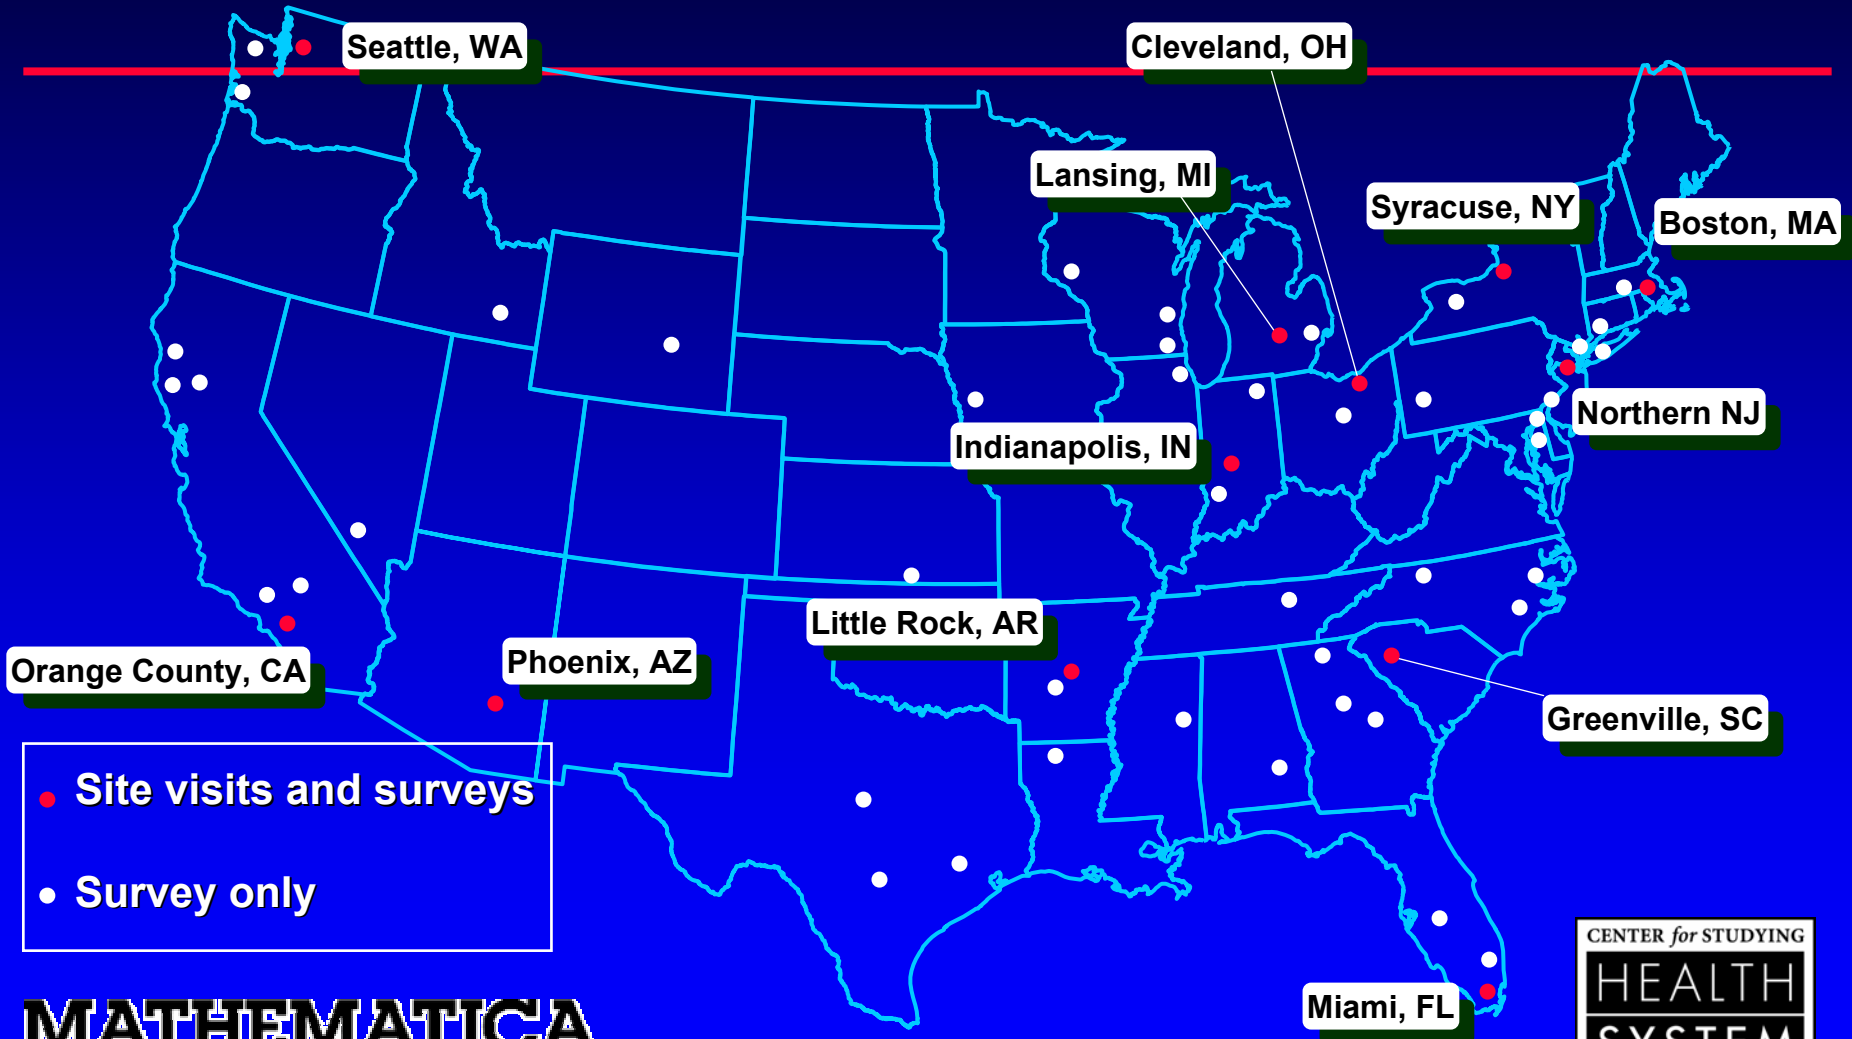 Seattle, WA
Cleveland, OH
Lansing, MI
Syracuse, NY
Boston, MA
Northern NJ
Indianapolis, IN
Little Rock, AR
Phoenix, AZ
Orange County, CA
Greenville, SC
Site visits and surveys
Survey only
Miami, FL
MATHEMATICA
CENTER for STUDYING
HEALTH
SYSTEM